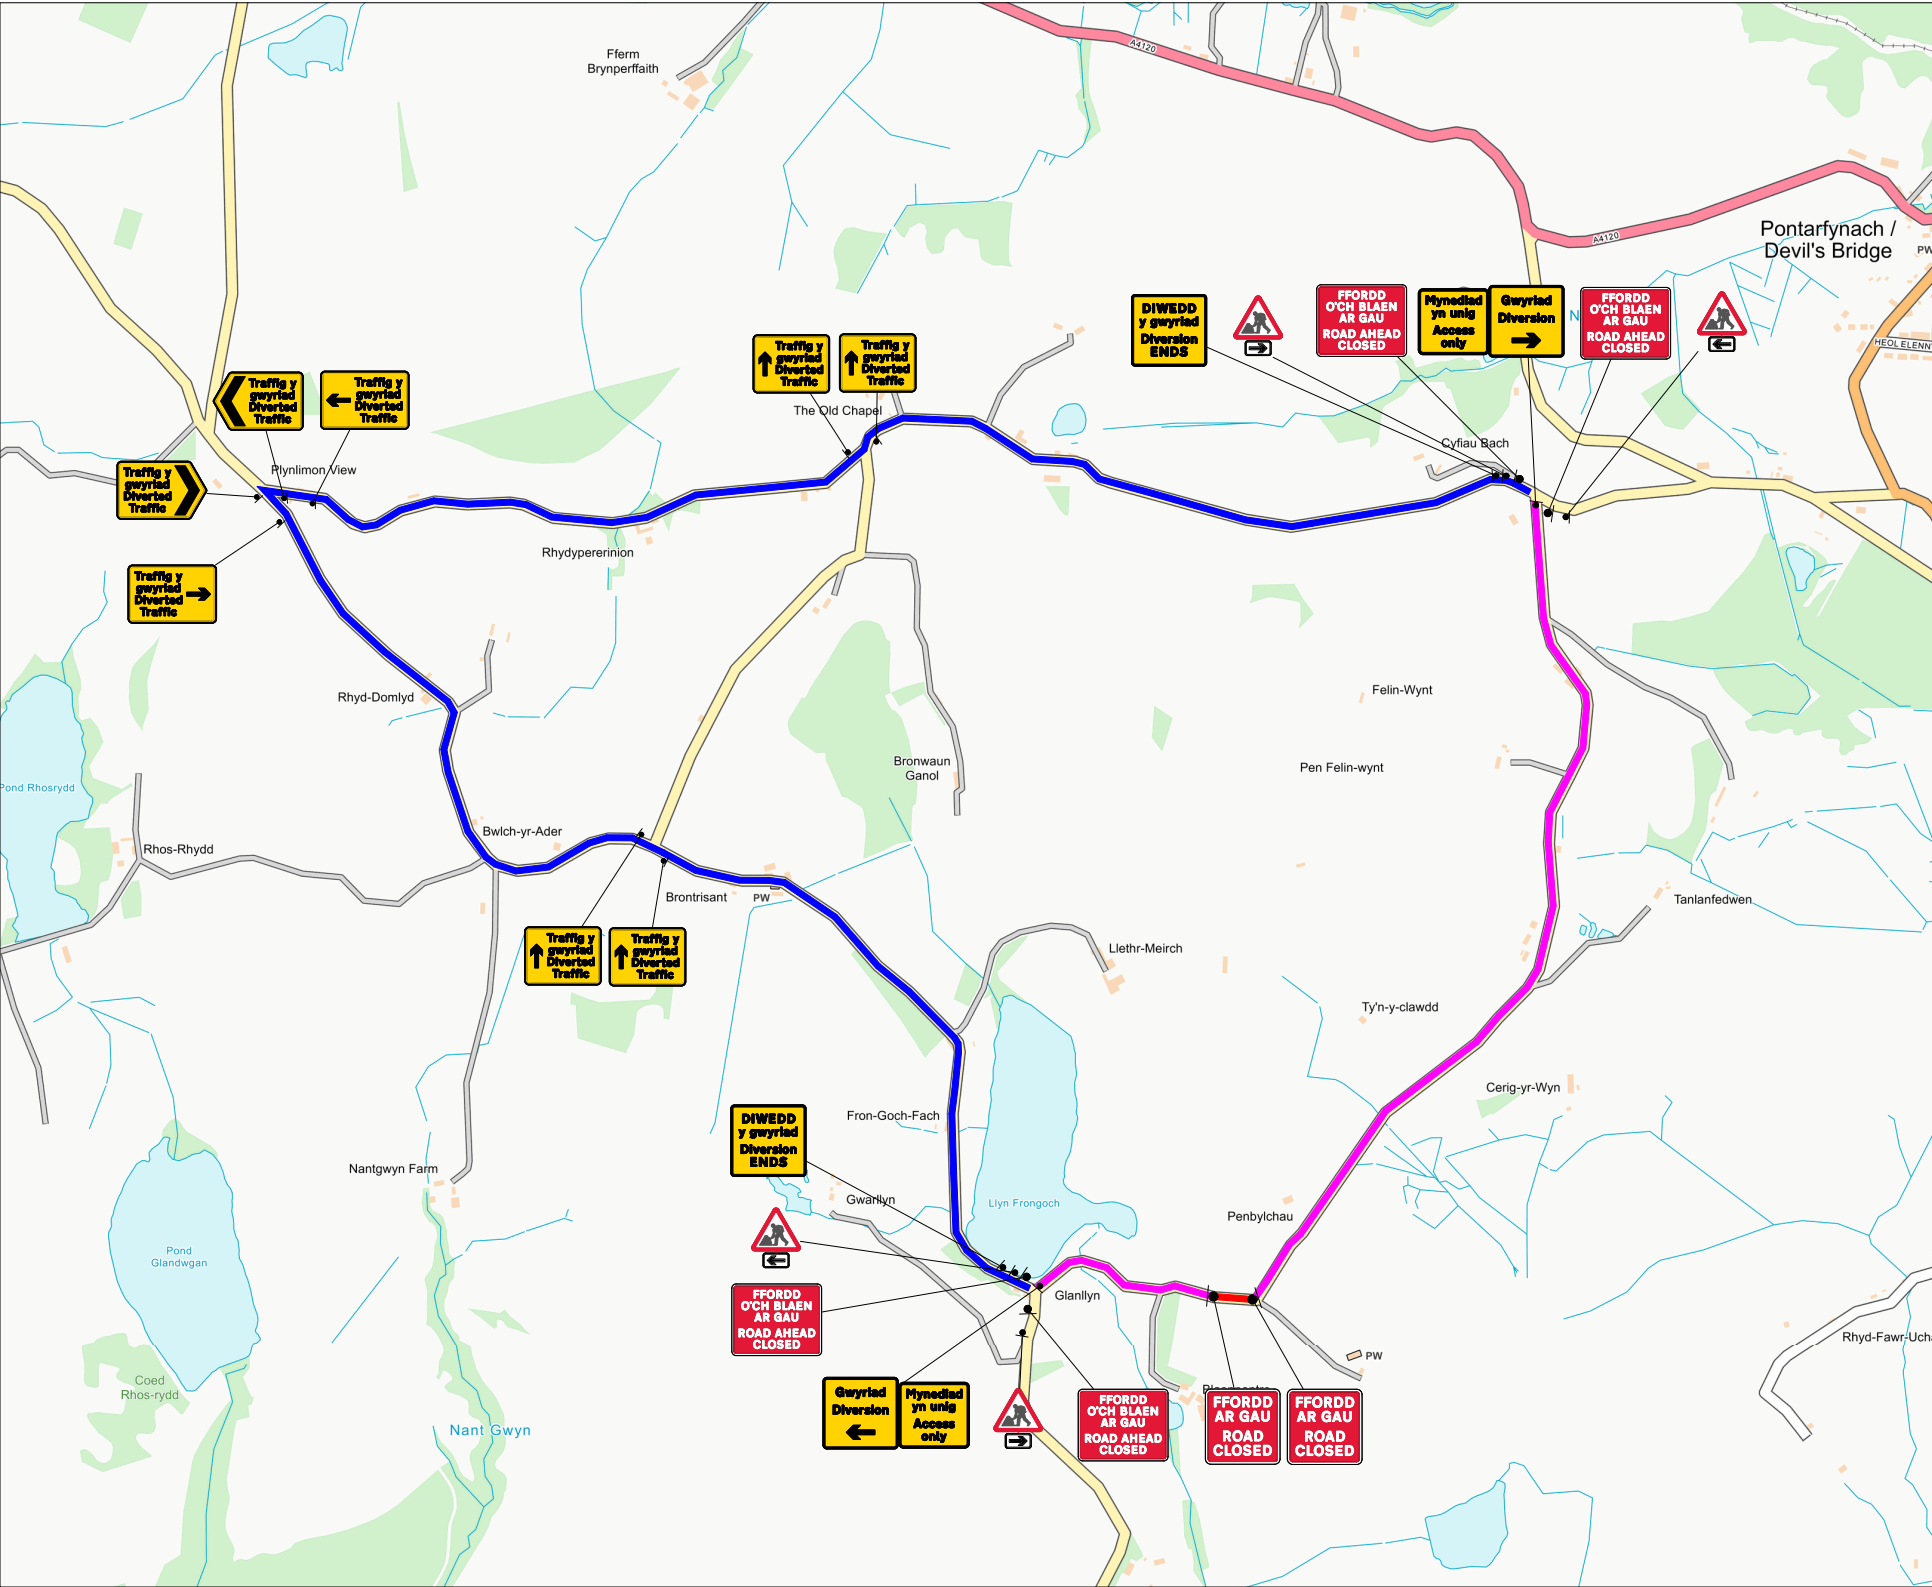 Fferm
Brynperffaith
A4120
A4120
Pontarfynach /
Devil's Bridge
PW
HEOL ELENN
N
DIWEDD
y gwyriad
Diversion
ENDS
FFORDD
O'CH BLAEN
AR GAU
ROAD AHEAD
CLOSED
Mynediad
yn unig
Access
only
Gwyriad
Diversion
FFORDD
O'CH BLAEN
AR GAU
ROAD AHEAD
CLOSED
Traffig y
gwyriad
Diverted
Traffic
Traffig y
gwyriad
Diverted
Traffic
The Old Chapel
Traffig y
gwyriad
Diverted
Traffic
Traffig y
gwyriad
Diverted
Traffic
Cyfiau Bach
Plynlimon View
Traffig y
gwyriad
Diverted
Traffic
Rhydypererinion
Traffig y
gwyriad
Diverted
Traffic
Rhyd-Domlyd
Felin-Wynt
Pen Felin-wynt
Bronwaun
Ganol
Pond Rhosrydd
Rhos-Rhydd
Bwlch-yr-Ader
Brontrisant
PW
Tanlanfedwen
Traffig y
gwyriad
Diverted
Traffic
Traffig y
gwyriad
Diverted
Traffic
Llethr-Meirch
Ty'n-y-clawdd
Cerig-yr-Wyn
Fron-Goch-Fach
DIWEDD
y gwyriad
Diversion
ENDS
Nantgwyn Farm
Gwarllyn
Llyn Frongoch
Penbylchau
Pond
Glandwgan
Glanllyn
FFORDD
O'CH BLAEN
AR GAU
ROAD AHEAD
CLOSED
Rhyd-Fawr-Ucha
PW
Coed
Rhos-rydd
Gwyriad
Diversion
Mynediad
yn unig
Access
only
FFORDD
O'CH BLAEN
AR GAU
ROAD AHEAD
CLOSED
FFORDD
AR GAU
ROAD
CLOSED
FFORDD
AR GAU
ROAD
CLOSED
Nant Gwyn